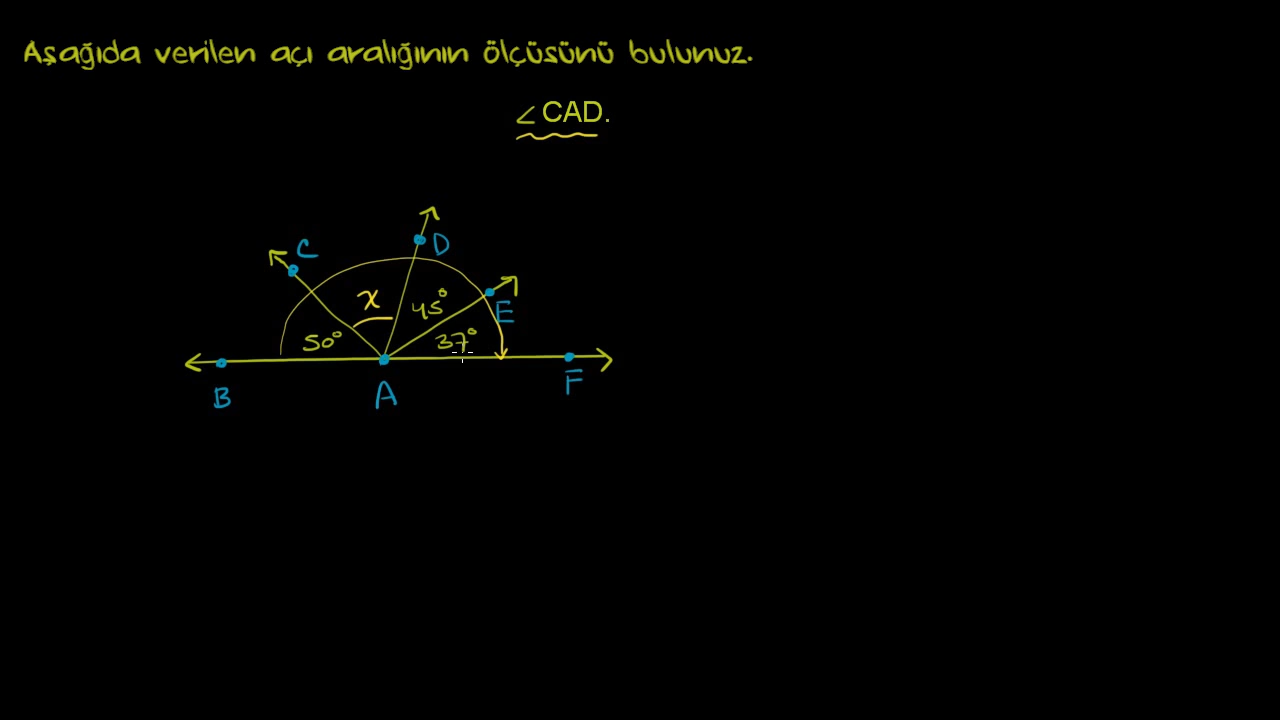 Aşağıda verilen açı aralığının ölçüsünü bulunuz.
∠CAD.
D
C
x
45°
E
50°
37°
B
A
F